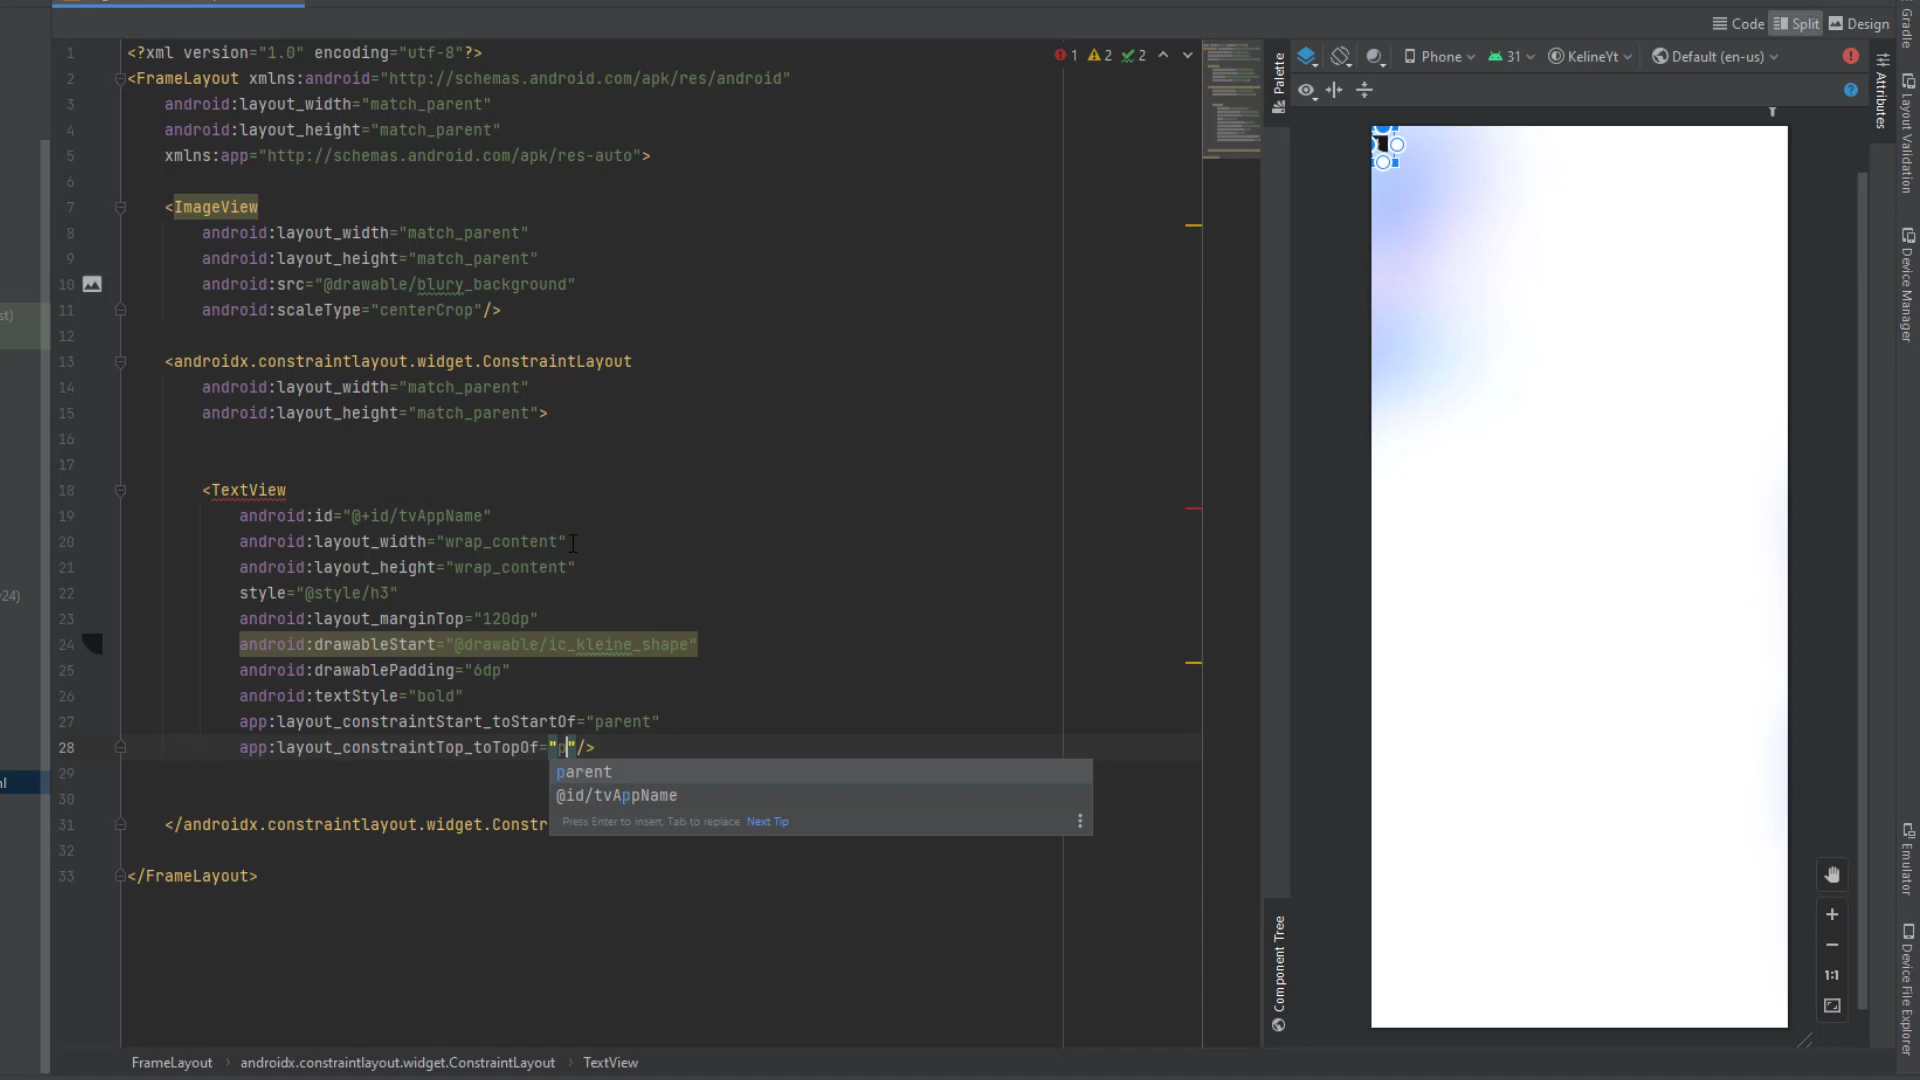 Code
Split
Design
1 <?xml version="1.0" encoding="utf-8"?>
2 <FrameLayout xmlns:android="http://schemas.android.com/apk/res/android"
3 android:layout_width="match_parent"
4 android:layout_height="match_parent"
5 xmlns:app="http://schemas.android.com/apk/res-auto">
6
7 <ImageView
8 android:layout_width="match_parent"
9 android:layout_height="match_parent"
10 android:src="@drawable/blury_background"
11 android:scaleType="centerCrop"/>
12
13 <androidx.constraintlayout.widget.ConstraintLayout
14 android:layout_width="match_parent"
15 android:layout_height="match_parent">
16
17
18 <TextView
19 android:id="@+id/tvAppName"
20 android:layout_width="wrap_content"
21 android:layout_height="wrap_content"
22 style="@style/h3"
23 android:layout_marginTop="120dp"
24 android:drawableStart="@drawable/ic_kleine_shape"
25 android:drawablePadding="6dp"
26 android:textStyle="bold"
27 app:layout_constraintStart_toStartOf="parent"
28 app:layout_constraintTop_toTopOf="p"/>
parent
@id/tvAppName
Press Enter to insert, Tab to replace Next Tip
29
30
31 </androidx.constraintlayout.widget.Constr
32
33 </FrameLayout>
1 2 2
st)
v24)
ml
FrameLayout
androidx.constraintlayout.widget.ConstraintLayout
TextView
Palette
Component Tree
Phone
31
KelineYt
Default (en-us)
1:1
Attributes
Gradle
Layout Validation
Device Manager
Emulator
Device File Explorer